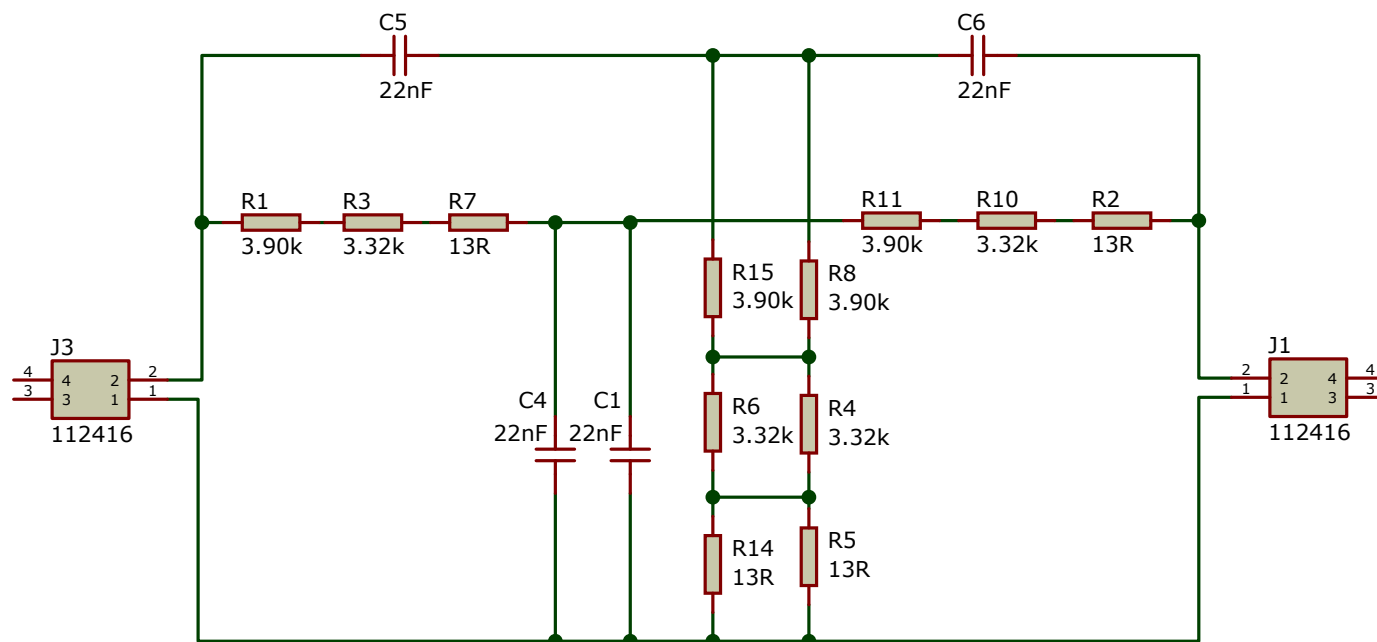 C5
22nF
C6
22nF
R1
3.90k
R3
3.32k
R7
13R
R11
3.90k
R10
3.32k
R2
13R
R15
3.90k
R8
3.90k
J3
4 4 2 2
3 3 1 1
112416
J1
2 2 4 4
1 1 3 3
112416
C4
22nF
C1
22nF
R6
3.32k
R4
3.32k
R14
13R
R5
13R